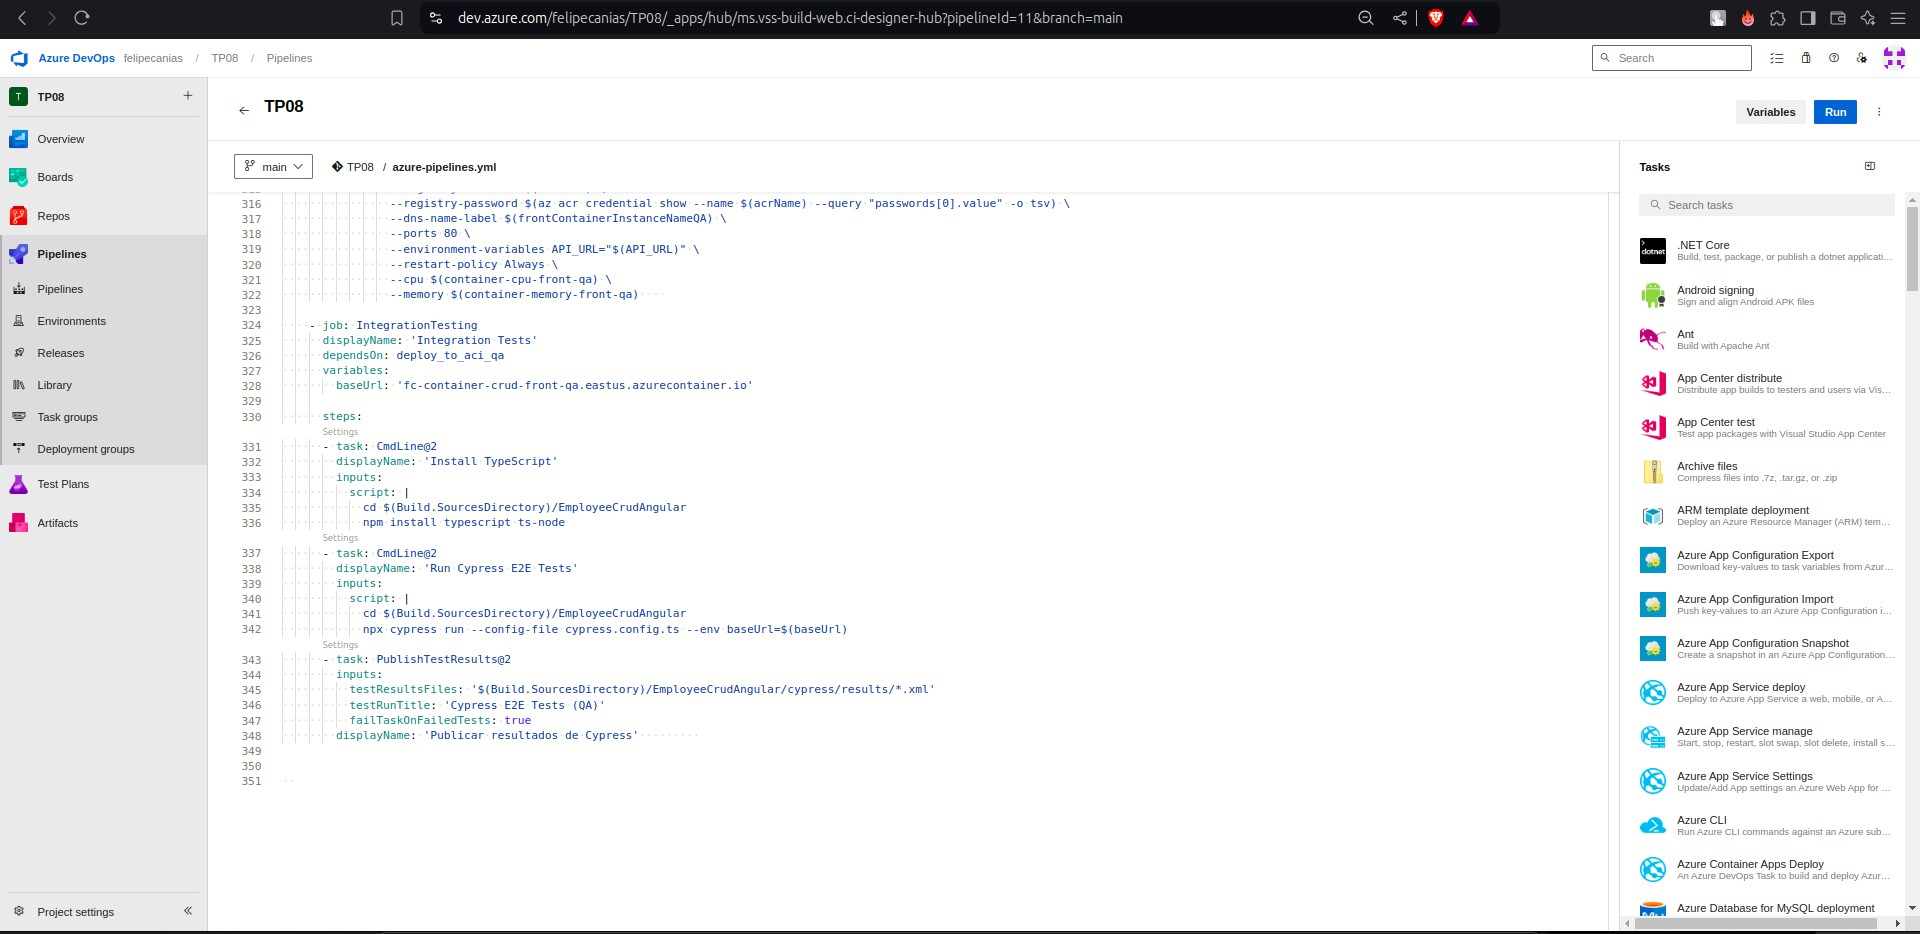 dev.azure.com/felipecanias/TP08/_apps/hub/ms.vss-build-web.ci-designer-hub?pipelineId=11&branch=main
Azure DevOps felipecanias / TP08 / Pipelines
Search
T TP08
Overview
Boards
Repos
Pipelines
Pipelines
Environments
Releases
Library
Task groups
Deployment groups
Test Plans
Artifacts
Project settings
TP08
Variables
Run
main
TP08 / azure-pipelines.yml
316 --registry-password $(az acr credential show --name $(acrName) --query "passwords[0].value" -o tsv) \
317 --dns-name-label $(frontContainerInstanceNameQA) \
318 --ports 80 \
319 --environment-variables API_URL="$(API_URL)" \
320 --restart-policy Always \
321 --cpu $(container-cpu-front-qa) \
322 --memory $(container-memory-front-qa)
323
324 - job: IntegrationTesting
325 displayName: 'Integration Tests'
326 dependsOn: deploy_to_aci_qa
327 variables:
328 baseUrl: 'fc-container-crud-front-qa.eastus.azurecontainer.io'
329
330 steps:
Settings
331 - task: CmdLine@2
332 displayName: 'Install TypeScript'
333 inputs:
334 script: |
335 cd $(Build.SourcesDirectory)/EmployeeCrudAngular
336 npm install typescript ts-node
Settings
337 - task: CmdLine@2
338 displayName: 'Run Cypress E2E Tests'
339 inputs:
340 script: |
341 cd $(Build.SourcesDirectory)/EmployeeCrudAngular
342 npx cypress run --config-file cypress.config.ts --env baseUrl=$(baseUrl)
Settings
343 - task: PublishTestResults@2
344 inputs:
345 testResultsFiles: '$(Build.SourcesDirectory)/EmployeeCrudAngular/cypress/results/*.xml'
346 testRunTitle: 'Cypress E2E Tests (QA)'
347 failTaskOnFailedTests: true
348 displayName: 'Publicar resultados de Cypress'
349
350
351
Tasks
Search tasks
.NET Core
Build, test, package, or publish a dotnet applicati...
Android signing
Sign and align Android APK files
Ant
Build with Apache Ant
App Center distribute
Distribute app builds to testers and users via Vis...
App Center test
Test app packages with Visual Studio App Center
Archive files
Compress files into .7z, .tar.gz, or .zip
ARM template deployment
Deploy an Azure Resource Manager (ARM) tem...
Azure App Configuration Export
Download key-values to task variables from Azur...
Azure App Configuration Import
Push key-values to an Azure App Configuration i...
Azure App Configuration Snapshot
Create a snapshot in an Azure App Configuration...
Azure App Service deploy
Deploy to Azure App Service a web, mobile, or A...
Azure App Service manage
Start, stop, restart, slot swap, slot delete, install s...
Azure App Service Settings
Update/Add App settings an Azure Web App for ...
Azure CLI
Run Azure CLI commands against an Azure sub...
Azure Container Apps Deploy
An Azure DevOps Task to build and deploy Azur...
Azure Database for MySQL deployment